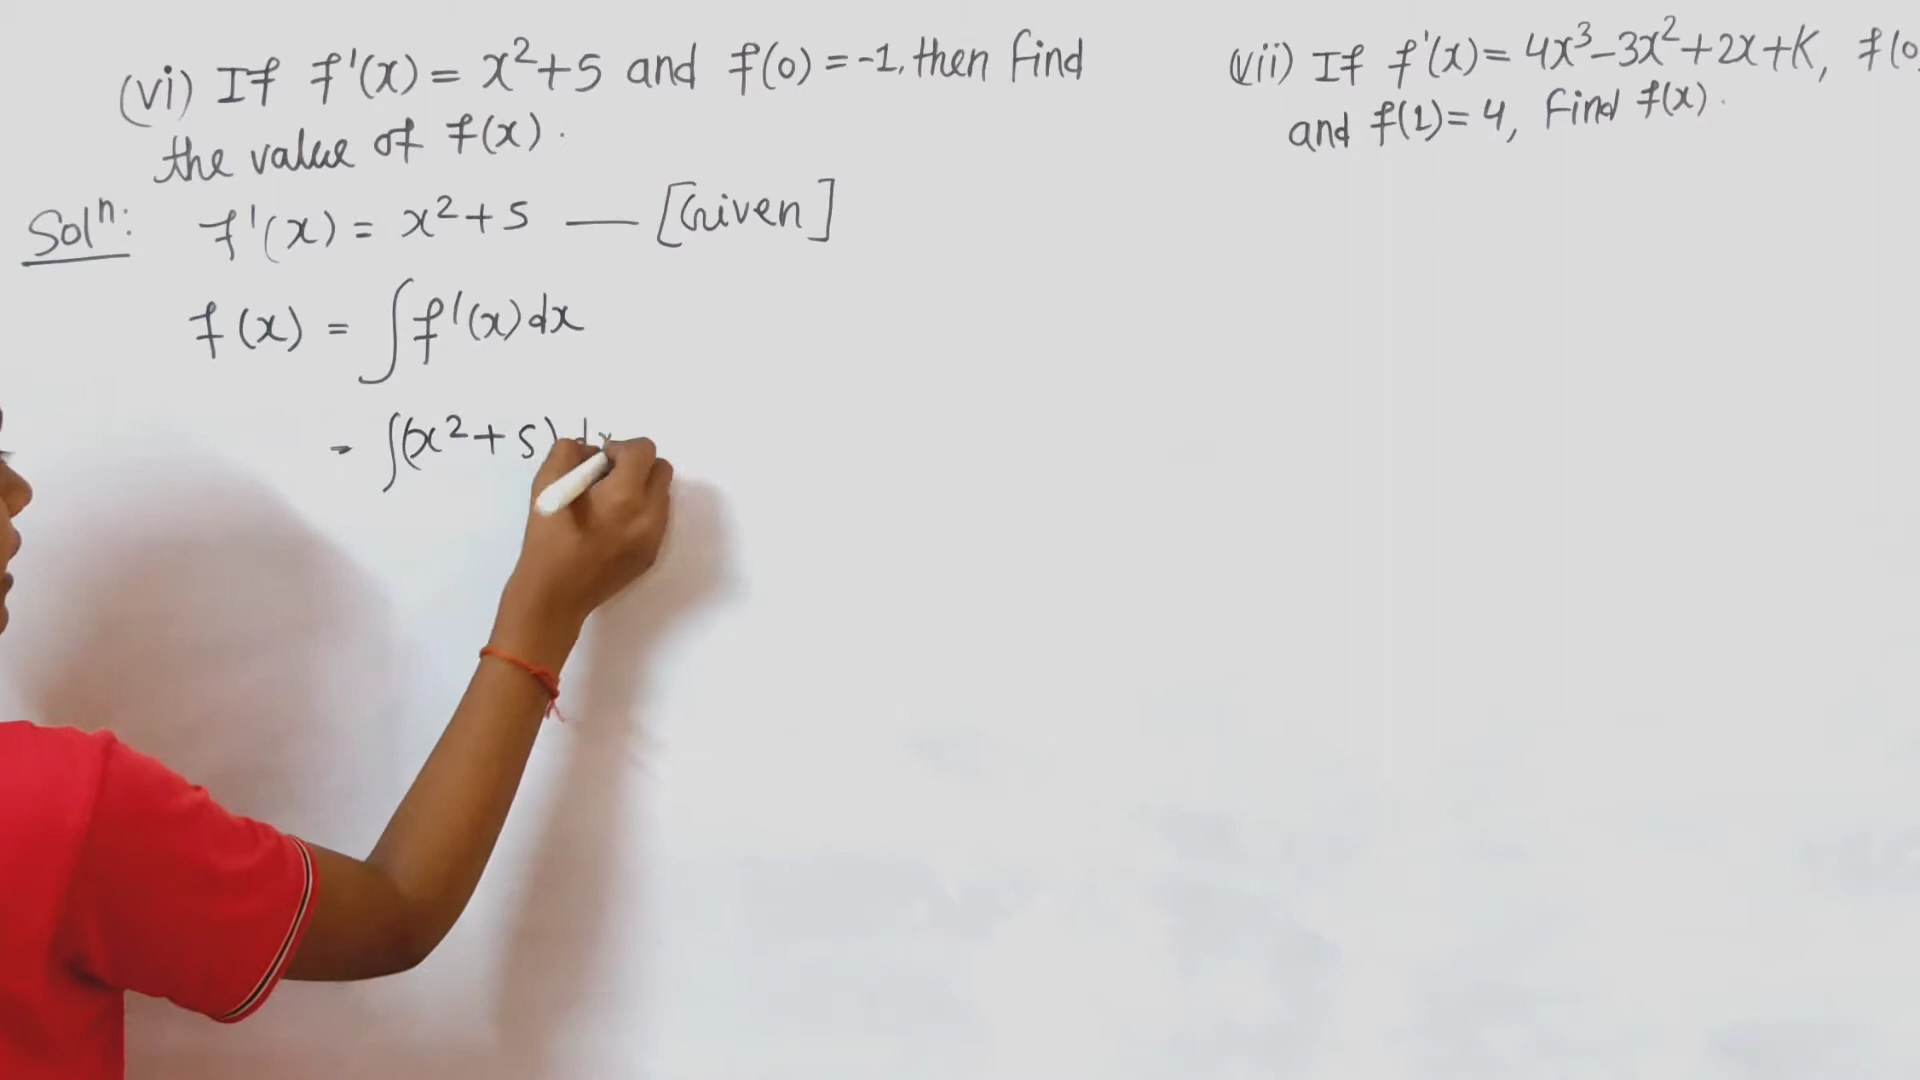 (vi) If f'(x) = x²+5 and f(0) = -1, then find
the value of f(x).
Solⁿ: f'(x) = x²+5 — [Given]
f(x) = ∫f'(x)dx
- ∫(x²+5) dx
(vii) If f'(x)= 4x³-3x²+2x+K, f(0
and f(1)= 4, find f(x).